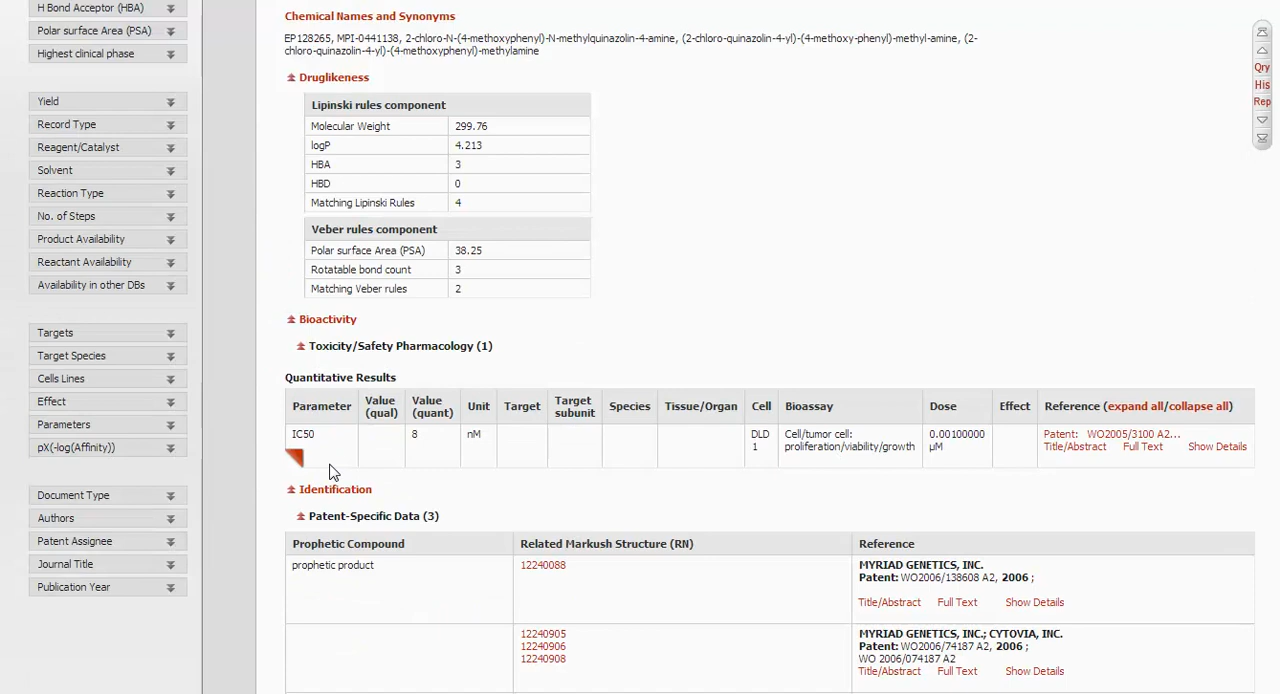 H Bond Acceptor (HBA)
Polar surface Area (PSA)
Highest clinical phase
Yield
Record Type
Reagent/Catalyst
Solvent
Reaction Type
No. of Steps
Product Availability
Reactant Availability
Availability in other DBs
Targets
Target Species
Cells Lines
Effect
Parameters
pX(-log(Affinity))
Document Type
Authors
Patent Assignee
Journal Title
Publication Year
Chemical Names and Synonyms
EP128265, MPI-0441138, 2-chloro-N-(4-methoxyphenyl)-N-methylquinazolin-4-amine, (2-chloro-quinazolin-4-yl)-(4-methoxy-phenyl)-methyl-amine, (2-
chloro-quinazolin-4-yl)-(4-methoxyphenyl)-methylamine
Druglikeness
Lipinski rules component
Molecular Weight 299.76
logP 4.213
HBA 3
HBD 0
Matching Lipinski Rules 4
Veber rules component
Polar surface Area (PSA) 38.25
Rotatable bond count 3
Matching Veber rules 2
Bioactivity
Toxicity/Safety Pharmacology (1)
Quantitative Results
Parameter Value (qual) Value (quant) Unit Target Target subunit Species Tissue/Organ Cell Bioassay Dose Effect Reference (expand all/collapse all)
IC50 8 nM DLD Cell/tumor cell: 0.00100000 Patent: WO2005/3100 A2...
1 proliferation/viability/growth µM Title/Abstract Full Text Show Details
Identification
Patent-Specific Data (3)
Prophetic Compound Related Markush Structure (RN) Reference
prophetic product 12240088 MYRIAD GENETICS, INC.
Patent: WO2006/138608 A2, 2006 ;
Title/Abstract Full Text Show Details
12240905 MYRIAD GENETICS, INC.; CYTOVIA, INC.
12240906 Patent: WO2006/74187 A2, 2006 ;
12240908 WO 2006/074187 A2
Title/Abstract Full Text Show Details
Qry
His
Rep